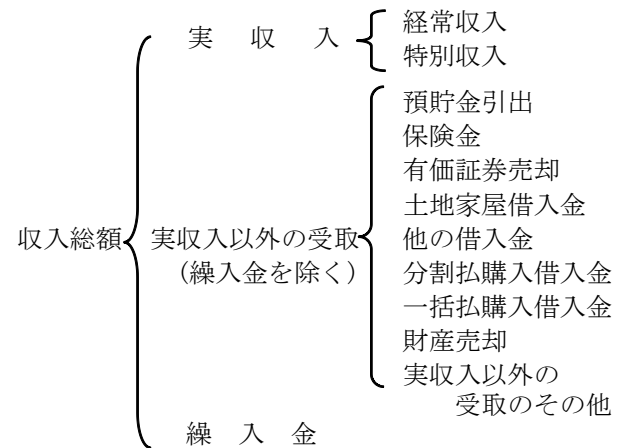 収入総額
実収入
経常収入
特別収入
実収入以外の受取
(繰入金を除く)
預貯金引出
保険金
有価証券売却
土地家屋借入金
他の借入金
分割払購入借入金
一括払購入借入金
財産売却
実収入以外の
受取のその他
繰入金